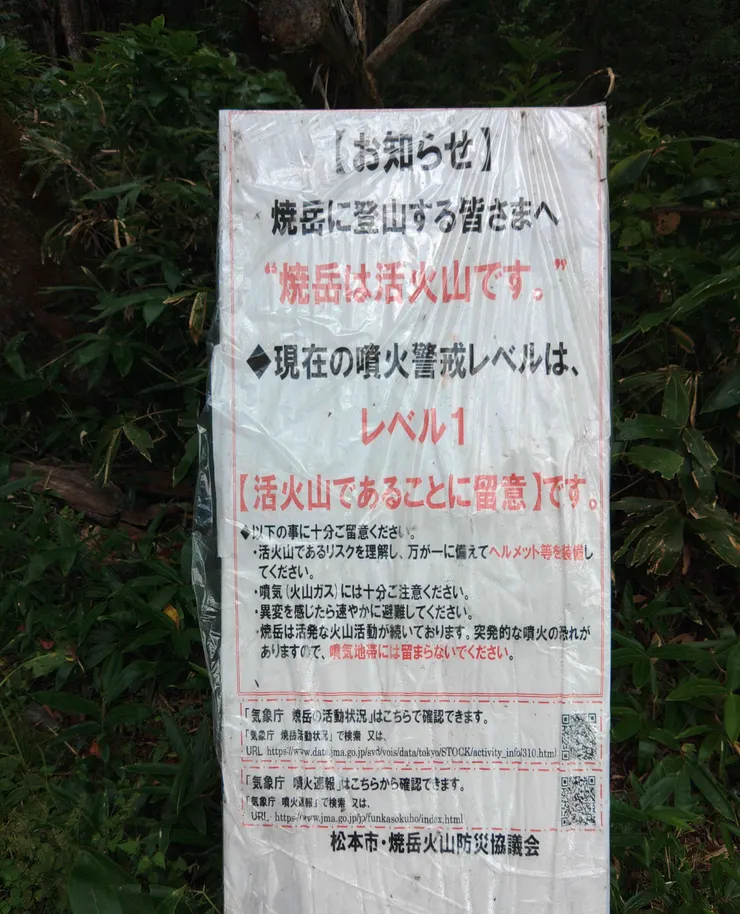 【お知らせ】
焼岳に登山する皆さまへ
“焼岳は活火山です。”
◆現在の噴火警戒レベルは、
レベル1
【活火山であることに留意】です。
◆以下の事に十分ご留意ください。
・活火山であるリスクを理解し、万が一に備えてヘルメット等を装備し
てください。
・噴気（火山ガス）には十分ご注意ください。
・異変を感じたら速やかに避難してください。
・焼岳は活発な火山活動が続いております。突発的な噴火の恐れが
ありますので、噴気地帯には留まらないでください。
「気象庁 焼岳の活動状況」はこちらで確認できます。
「気象庁 焼岳活動状況」で検索 又は、
URL https://www.data.jma.go.jp/svd/vois/data/tokyo/STOCK/activity_info/310.html
「気象庁 噴火速報」はこちらから確認できます。
「気象庁 噴火速報」で検索 又は、
URL https://www.jma.go.jp/jp/funkasokuho/index.html
松本市・焼岳火山防災協議会